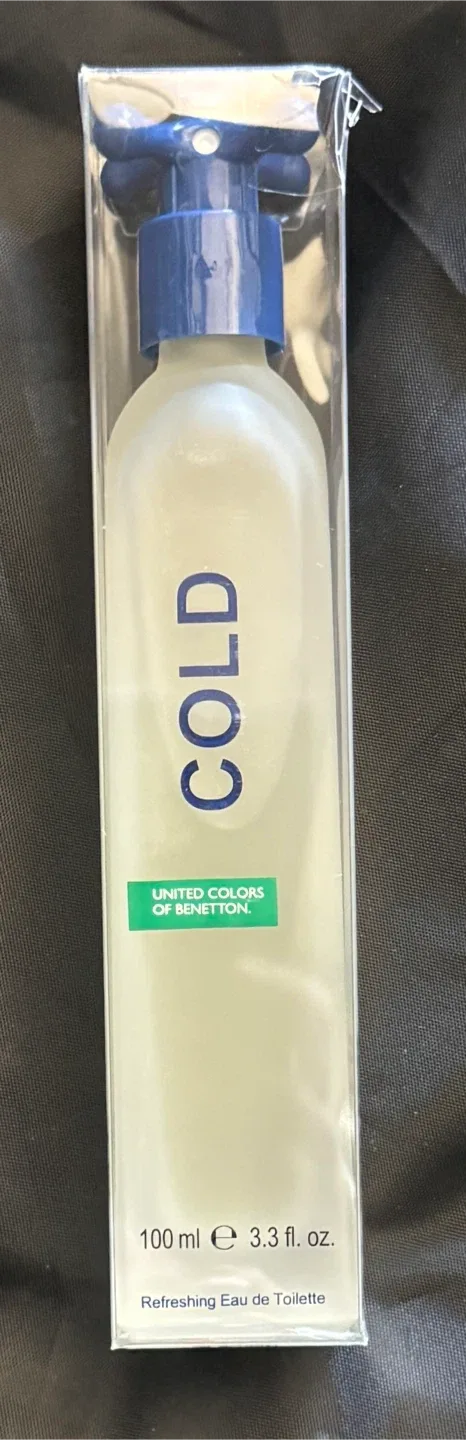 COLD
UNITED COLORS
OF BENETTON.
100 ml ℮ 3.3 fl. oz.
Refreshing Eau de Toilette